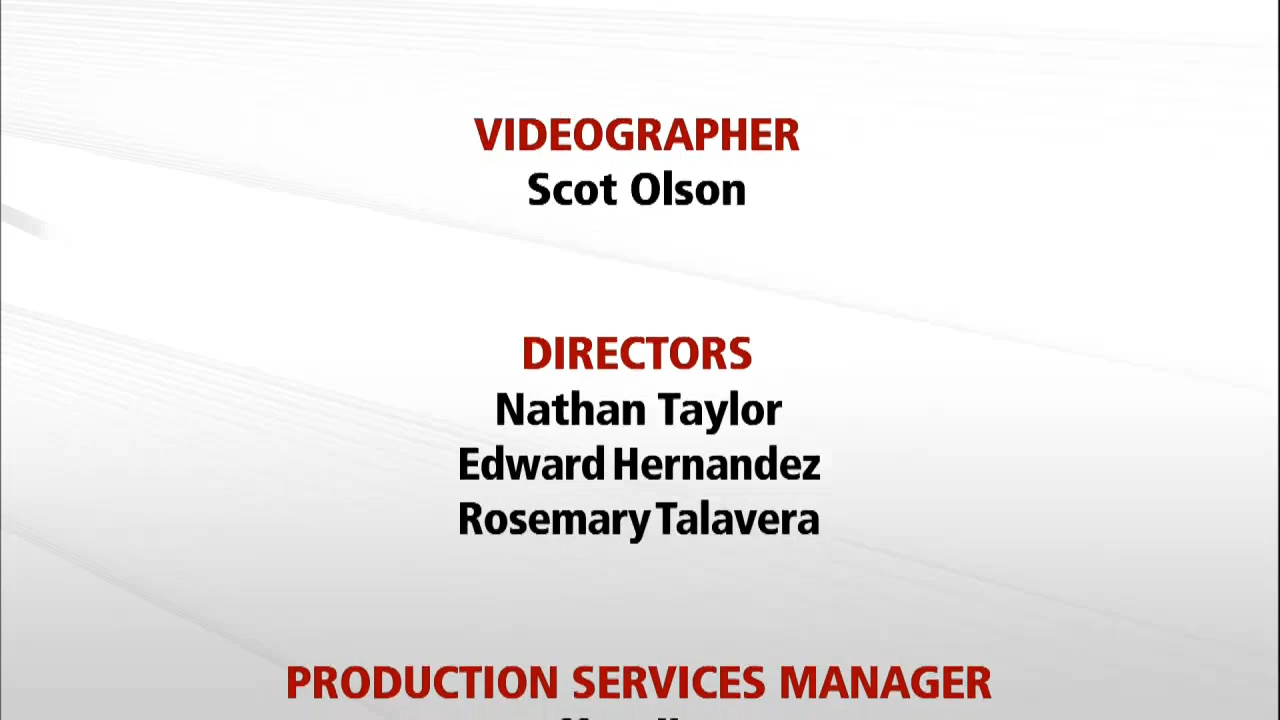 VIDEOGRAPHER
Scot Olson
DIRECTORS
Nathan Taylor
Edward Hernandez
Rosemary Talavera
PRODUCTION SERVICES MANAGER